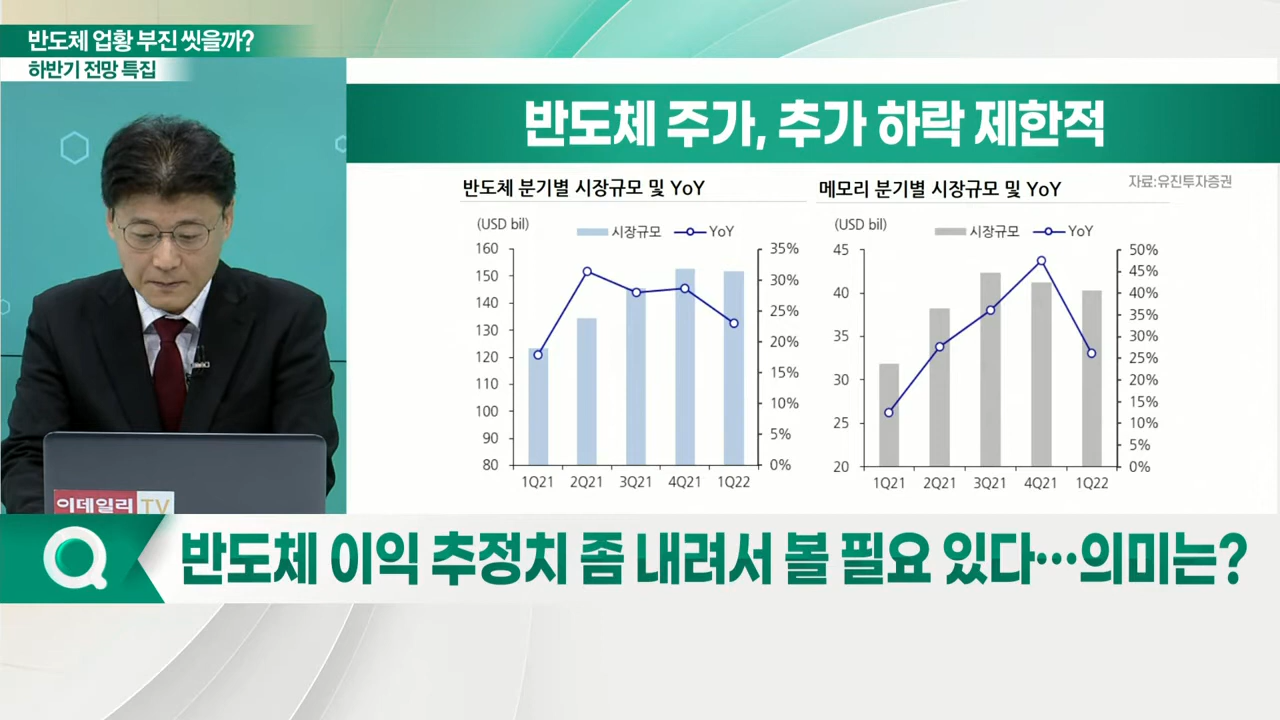 반도체 업황 부진 씻을까?
하반기 전망 특집
반도체 주가, 추가 하락 제한적
자료:유진투자증권
반도체 분기별 시장규모 및 YoY
(USD bil)
시장규모 YoY
160
150
140
130
120
110
100
90
80
35%
30%
25%
20%
15%
10%
5%
0%
1Q21 2Q21 3Q21 4Q21 1Q22
메모리 분기별 시장규모 및 YoY
(USD bil)
시장규모 YoY
45
40
35
30
25
20
50%
45%
40%
35%
30%
25%
20%
15%
10%
5%
0%
1Q21 2Q21 3Q21 4Q21 1Q22
이데일리 TV
Q 반도체 이익 추정치 좀 내려서 볼 필요 있다…의미는?